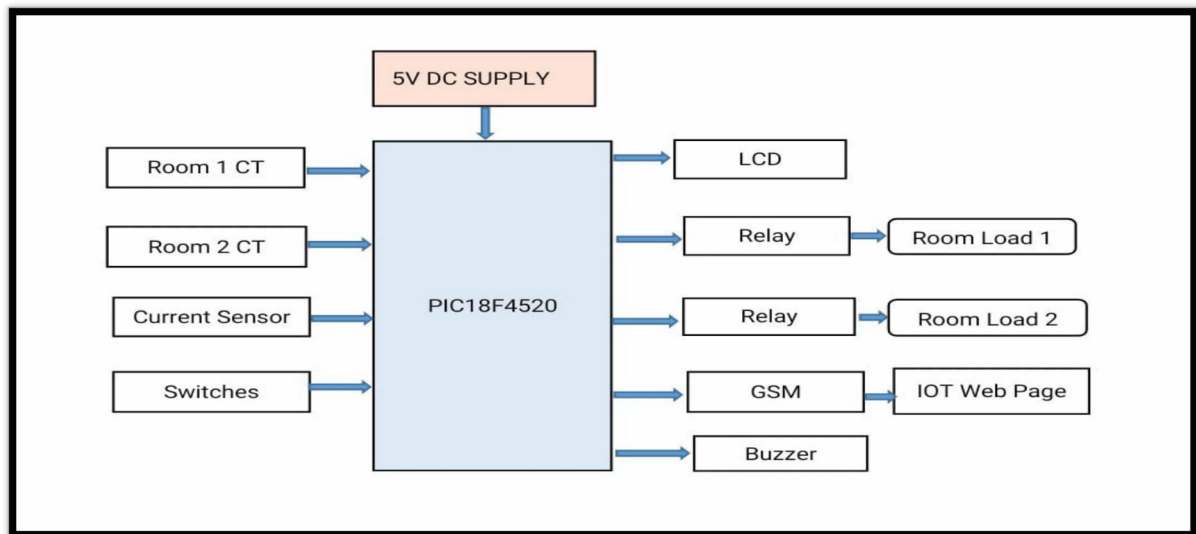 5V DC SUPPLY
Room 1 CT
Room 2 CT
Current Sensor
Switches
PIC18F4520
LCD
Relay
Room Load 1
Relay
Room Load 2
GSM
IOT Web Page
Buzzer